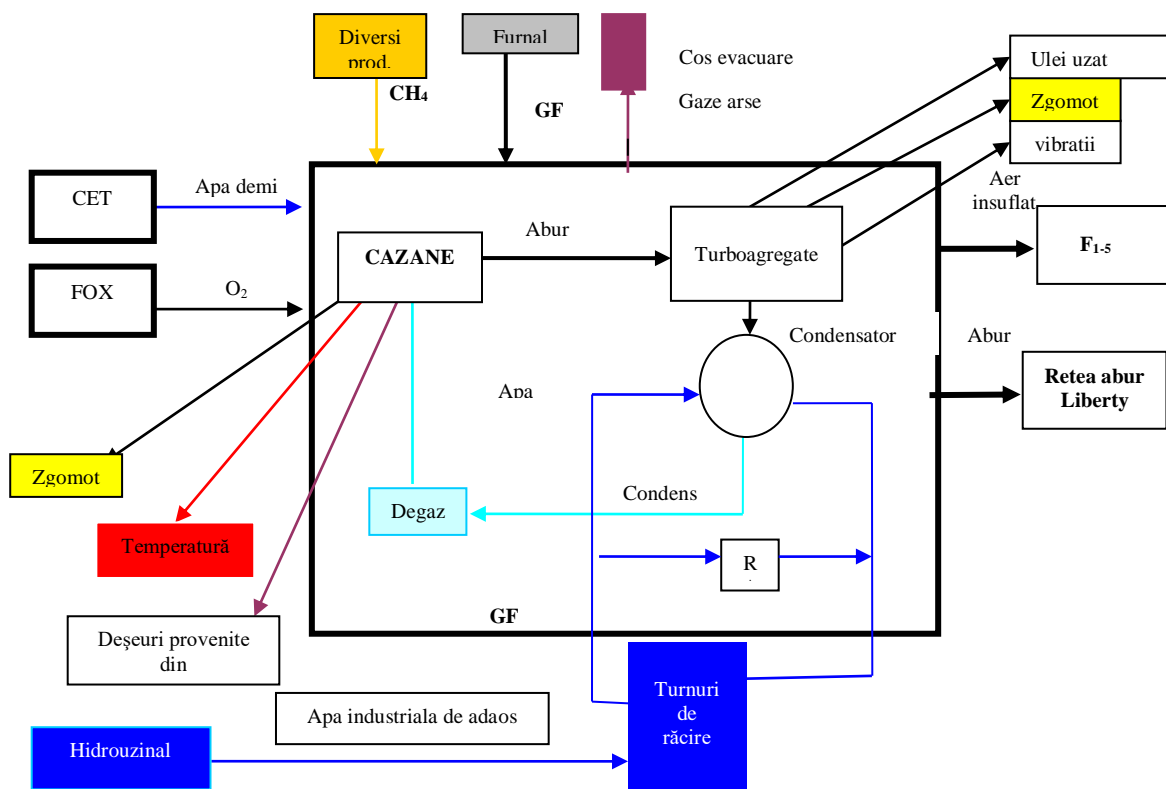 Diversi
prod.
Furnal
CH₄
GF
Cos evacuare
Gaze arse
Ulei uzat
Zgomot
vibratii
CET
Apa demi
FOX
O₂
CAZANE
Abur
Turboagregate
Aer
insuflat
F₁₋₅
Condensator
Abur
Retea abur
Liberty
Apa
Zgomot
Degaz
Condens
Temperatură
R
GF
Deşeuri provenite
din
Apa industriala de adaos
Turnuri
de
răcire
Hidrouzinal